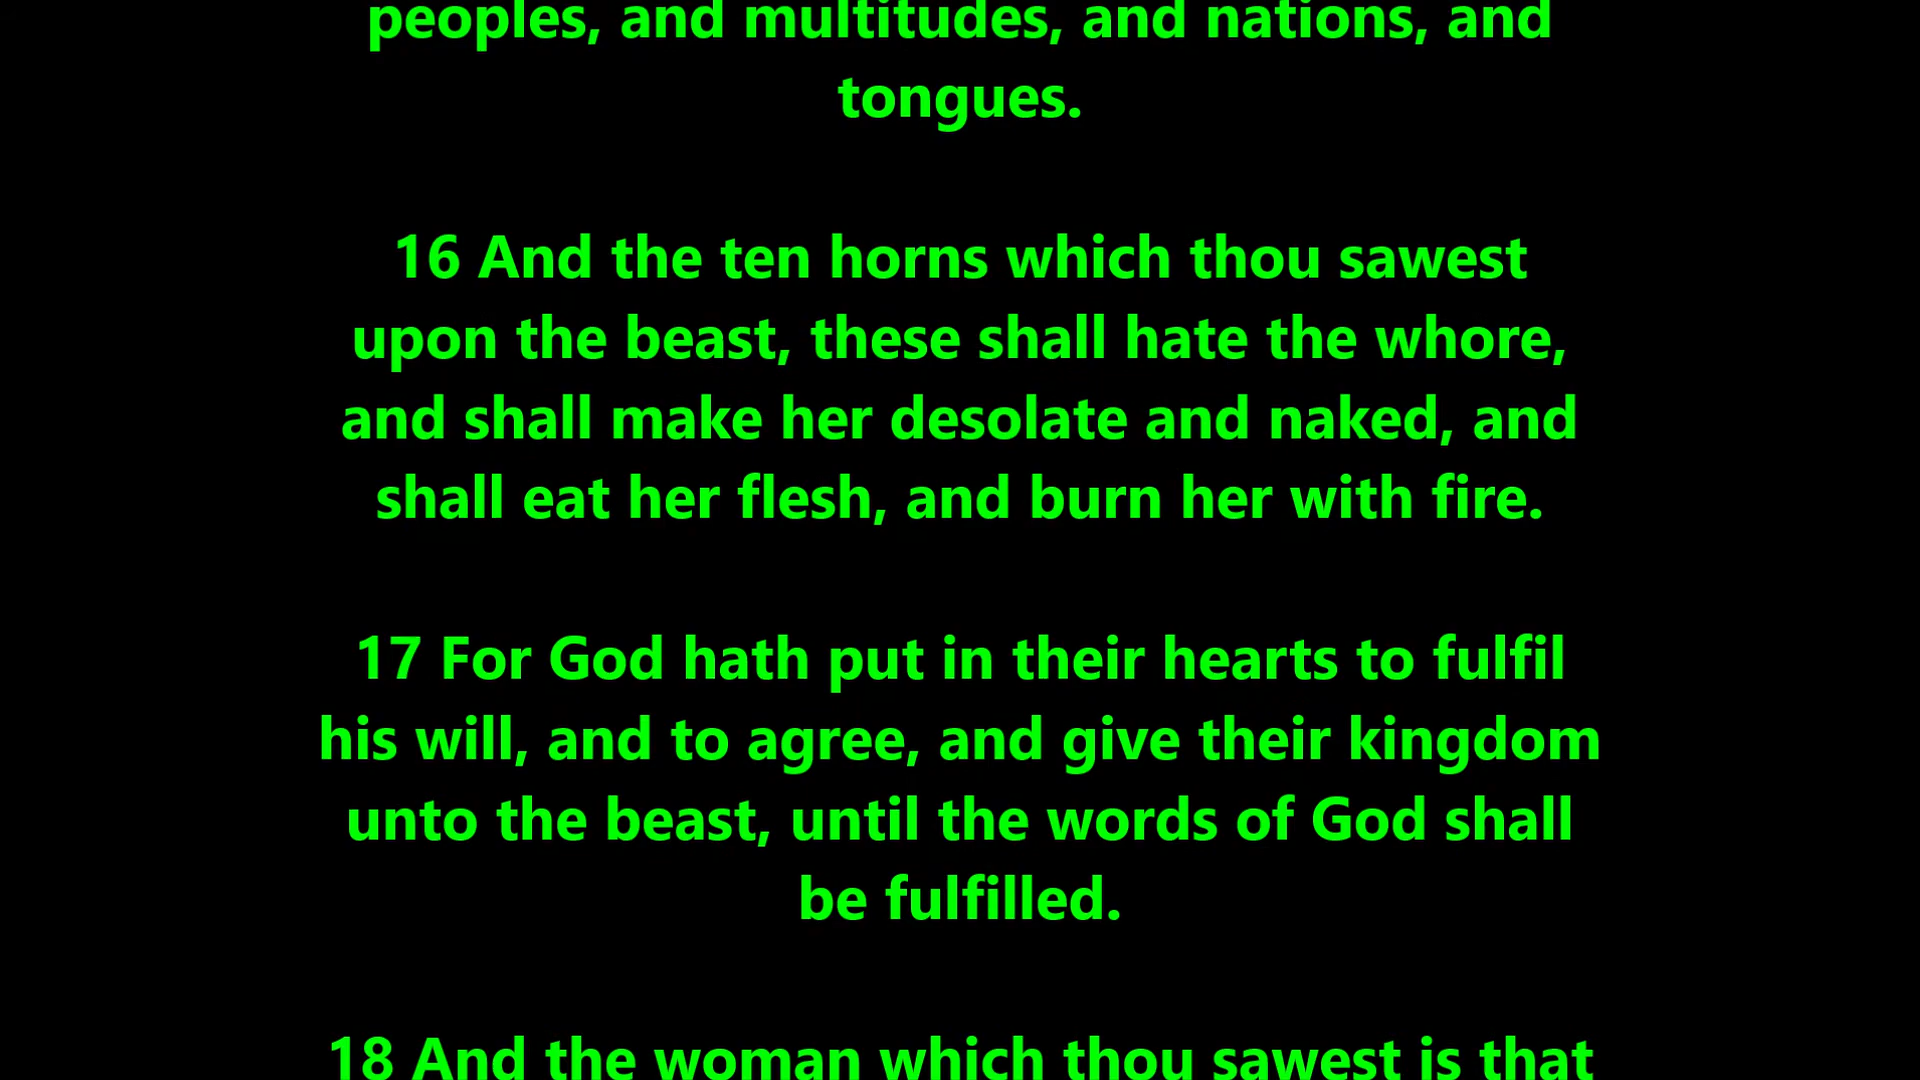 peoples, and multitudes, and nations, and
tongues.
16 And the ten horns which thou sawest
upon the beast, these shall hate the whore,
and shall make her desolate and naked, and
shall eat her flesh, and burn her with fire.
17 For God hath put in their hearts to fulfil
his will, and to agree, and give their kingdom
unto the beast, until the words of God shall
be fulfilled.
18 And the woman which thou sawest is that